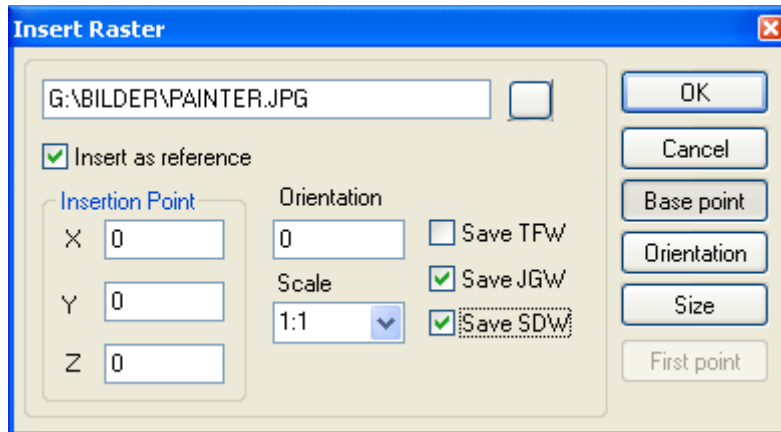 Insert Raster
G:\BILDER\PAINTER.JPG
OK
Insert as reference
Cancel
Insertion Point
Orientation
Base point
X 0
0
Save TFW
Orientation
Scale
Save JGW
Y 0
1:1
Save SDW
Size
Z 0
First point